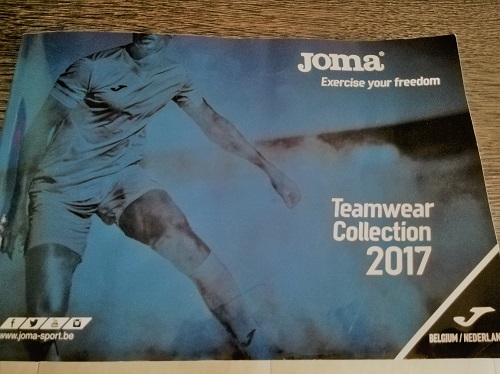 Joma
Exercise your freedom
Teamwear
Collection
2017
www.joma-sport.be
BELGIUM / NEDERLAN